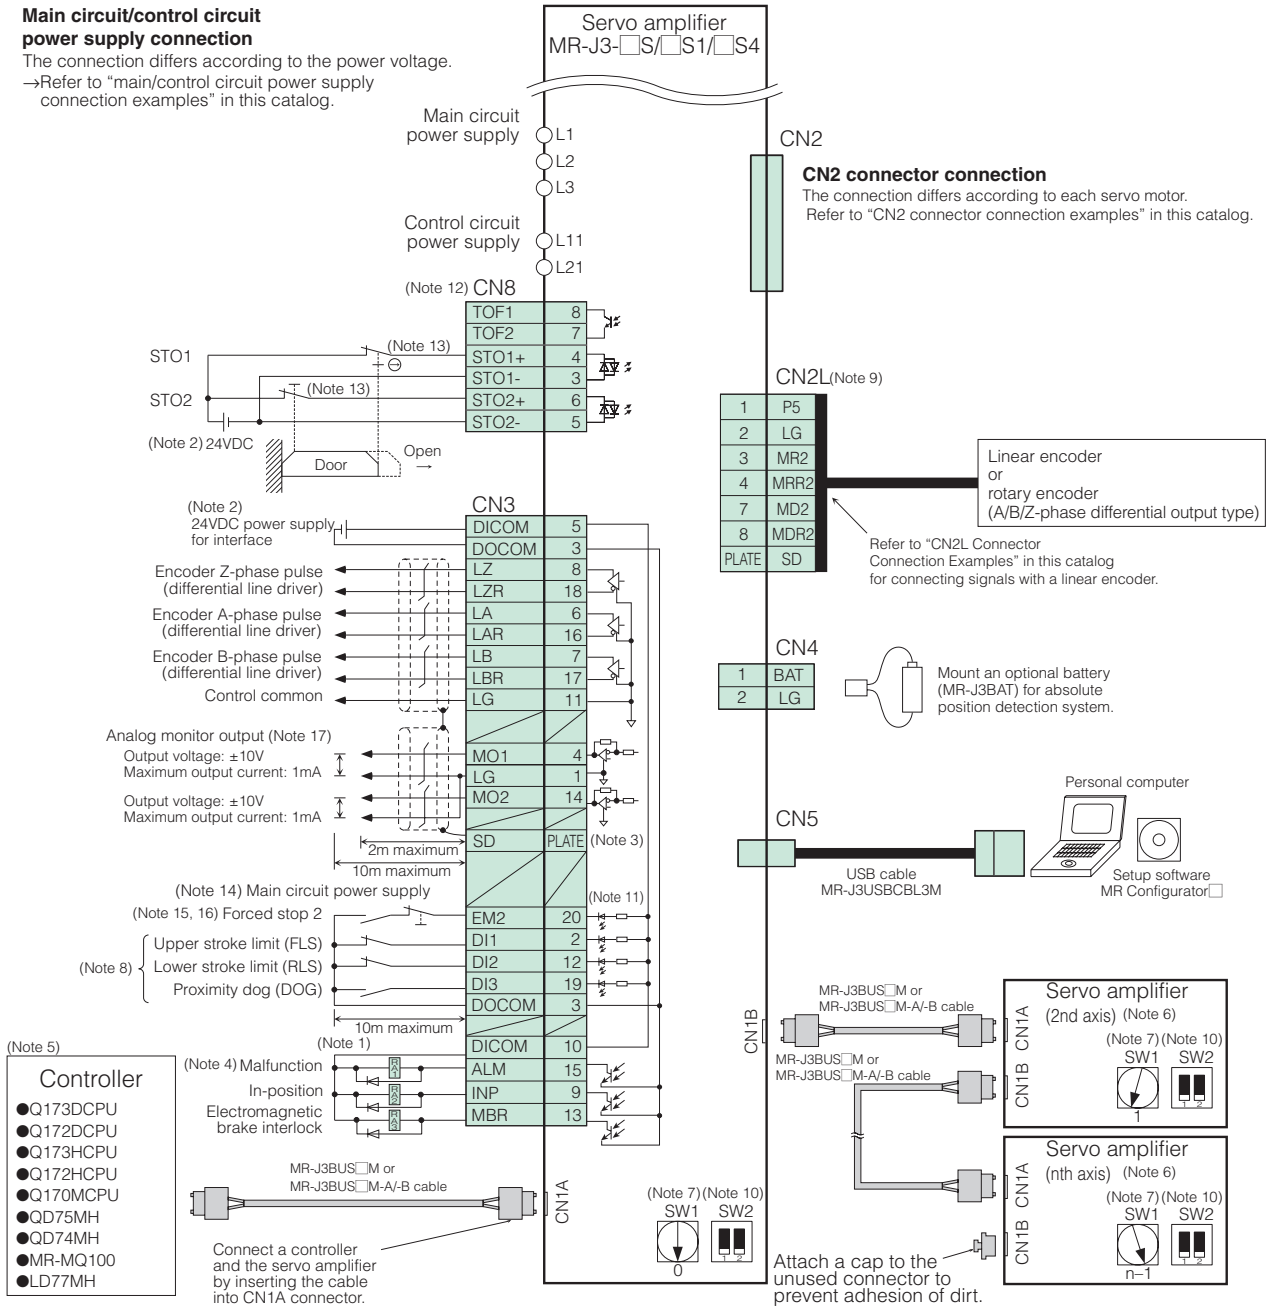 Main circuit/control circuit
power supply connection
The connection differs according to the power voltage.
→Refer to “main/control circuit power supply
connection examples” in this catalog.
Servo amplifier
MR-J3-□S/□S1/□S4
Main circuit
power supply
L1
L2
L3
Control circuit
power supply
L11
L21
CN2
CN2 connector connection
The connection differs according to each servo motor.
Refer to “CN2 connector connection examples” in this catalog.
(Note 12) CN8
TOF1 8
TOF2 7
STO1+ 4
STO1- 3
STO2+ 6
STO2- 5
STO1
(Note 13)
STO2
(Note 13)
(Note 2) 24VDC
Door
Open
→
CN2L(Note 9)
1 P5
2 LG
3 MR2
4 MRR2
7 MD2
8 MDR2
PLATE SD
Linear encoder
or
rotary encoder
(A/B/Z-phase differential output type)
Refer to “CN2L Connector
Connection Examples” in this catalog
for connecting signals with a linear encoder.
CN3
(Note 2)
24VDC power supply
for interface
DICOM 5
DOCOM 3
LZ 8
LZR 18
LA 6
LAR 16
LB 7
LBR 17
LG 11
Encoder Z-phase pulse
(differential line driver)
Encoder A-phase pulse
(differential line driver)
Encoder B-phase pulse
(differential line driver)
Control common
Analog monitor output (Note 17)
Output voltage: ±10V
Maximum output current: 1mA
Output voltage: ±10V
Maximum output current: 1mA
MO1 4
LG 1
MO2 14
SD PLATE (Note 3)
2m maximum
10m maximum
CN4
1 BAT
2 LG
Mount an optional battery
(MR-J3BAT) for absolute
position detection system.
CN5
USB cable
MR-J3USBCBL3M
Personal computer
Setup software
MR Configurator□
(Note 14) Main circuit power supply
(Note 15, 16) Forced stop 2
(Note 11)
EM2 20
DI1 2
DI2 12
DI3 19
DOCOM 3
(Note 8)
Upper stroke limit (FLS)
Lower stroke limit (RLS)
Proximity dog (DOG)
10m maximum
(Note 1)
DICOM 10
ALM 15
INP 9
MBR 13
(Note 4) Malfunction
In-position
Electromagnetic
brake interlock
RA1
RA2
RA3
(Note 5)
Controller
●Q173DCPU
●Q172DCPU
●Q173HCPU
●Q172HCPU
●Q170MCPU
●QD75MH
●QD74MH
●MR-MQ100
●LD77MH
MR-J3BUS□M or
MR-J3BUS□M-A/-B cable
CN1A
Connect a controller
and the servo amplifier
by inserting the cable
into CN1A connector.
(Note 7) (Note 10)
SW1 SW2
0
1 2
CN1B
MR-J3BUS□M or
MR-J3BUS□M-A/-B cable
MR-J3BUS□M or
MR-J3BUS□M-A/-B cable
Servo amplifier
(2nd axis) (Note 6)
CN1A
CN1B
(Note 7) (Note 10)
SW1 SW2
1
1 2
Servo amplifier
(nth axis) (Note 6)
CN1A
CN1B
(Note 7) (Note 10)
SW1 SW2
n–1
1 2
Attach a cap to the
unused connector to
prevent adhesion of dirt.